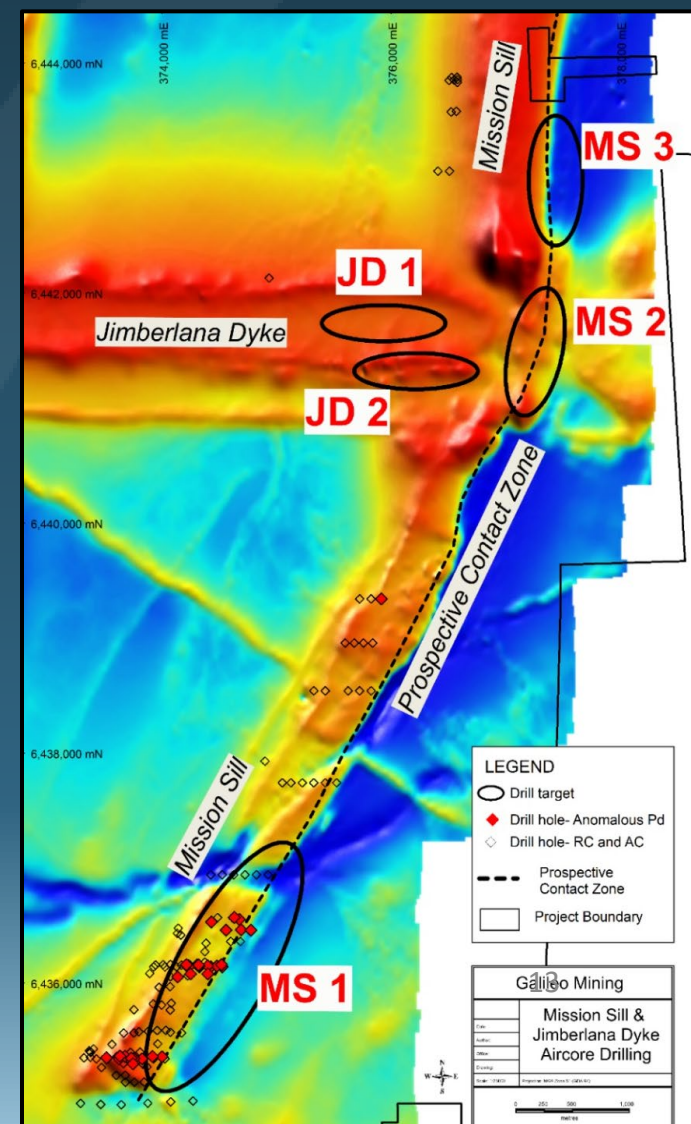 374,000 mE
376,000 mE
378,000 mE
6,444,000 mN
Mission Sill
MS 3
JD 1
6,442,000 mN
Jimberlana Dyke
MS 2
JD 2
6,440,000 mN
Prospective Contact Zone
6,438,000 mN
Mission Sill
LEGEND
Drill target
Drill hole- Anomalous Pd
Drill hole- RC and AC
Prospective
Contact Zone
Project Boundary
6,436,000 mN
MS 1
13
Galileo Mining
Mission Sill &
Jimberlana Dyke
Aircore Drilling
N
W E
S
0 250 500 1,000
metres